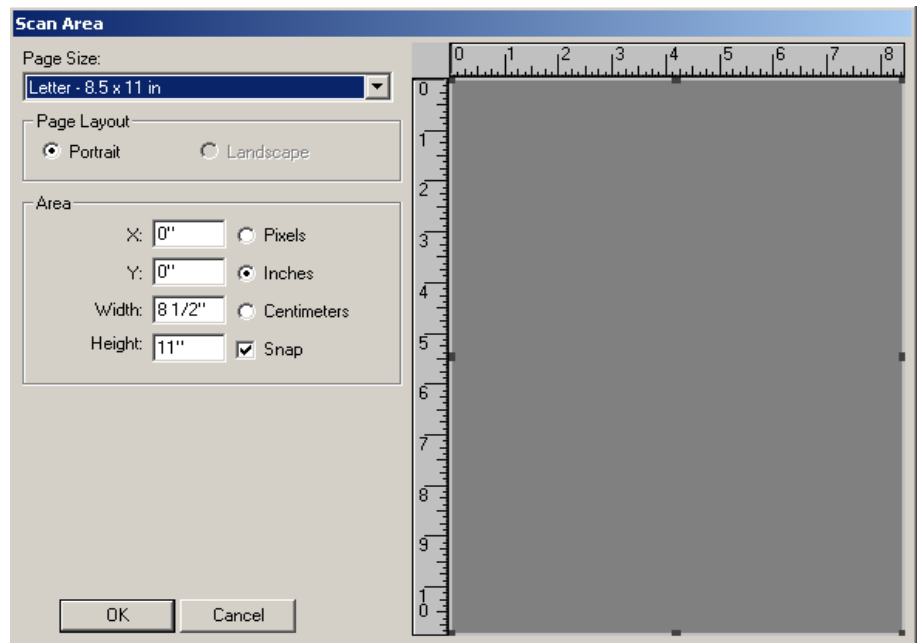 Scan Area
Page Size:
Letter - 8.5 x 11 in
Page Layout
Portrait Landscape
Area
X: 0" Pixels
Y: 0" Inches
Width: 8 1/2" Centimeters
Height: 11" Snap
OK Cancel
0 1 2 3 4 5 6 7 8
0
1
2
3
4
5
6
7
8
9
10